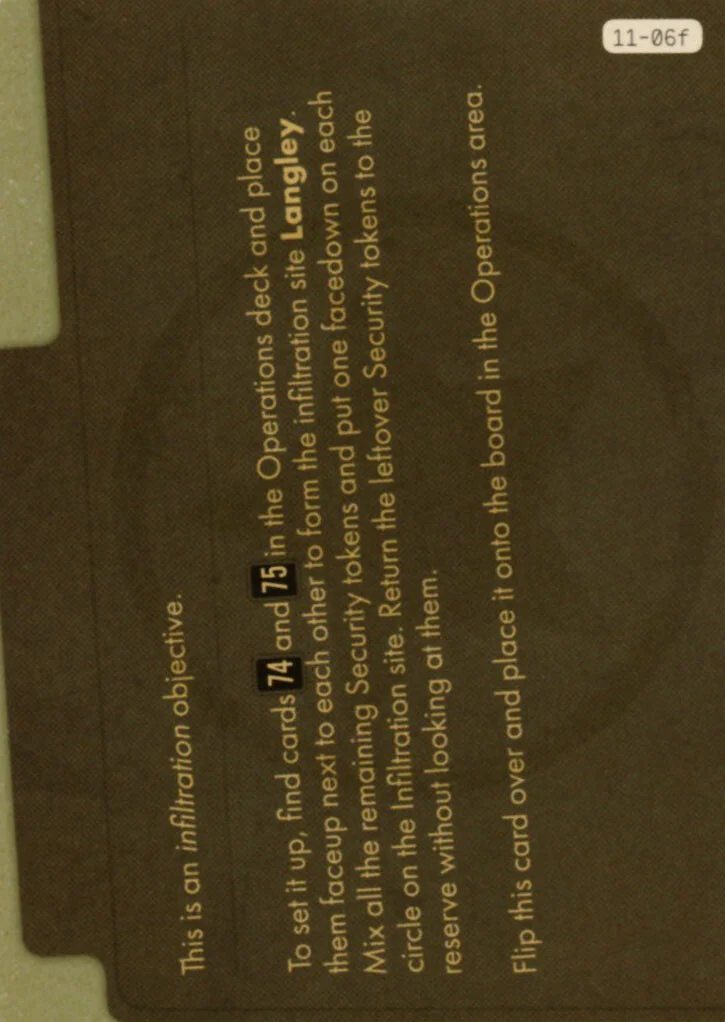 This is an infiltration objective.
To set it up, find cards 74 and 75 in the Operations deck and place
them faceup next to each other to form the infiltration site Langley.
Mix all the remaining Security tokens and put one facedown on each
circle on the Infiltration site. Return the leftover Security tokens to the
reserve without looking at them.
Flip this card over and place it onto the board in the Operations area.
11-06f